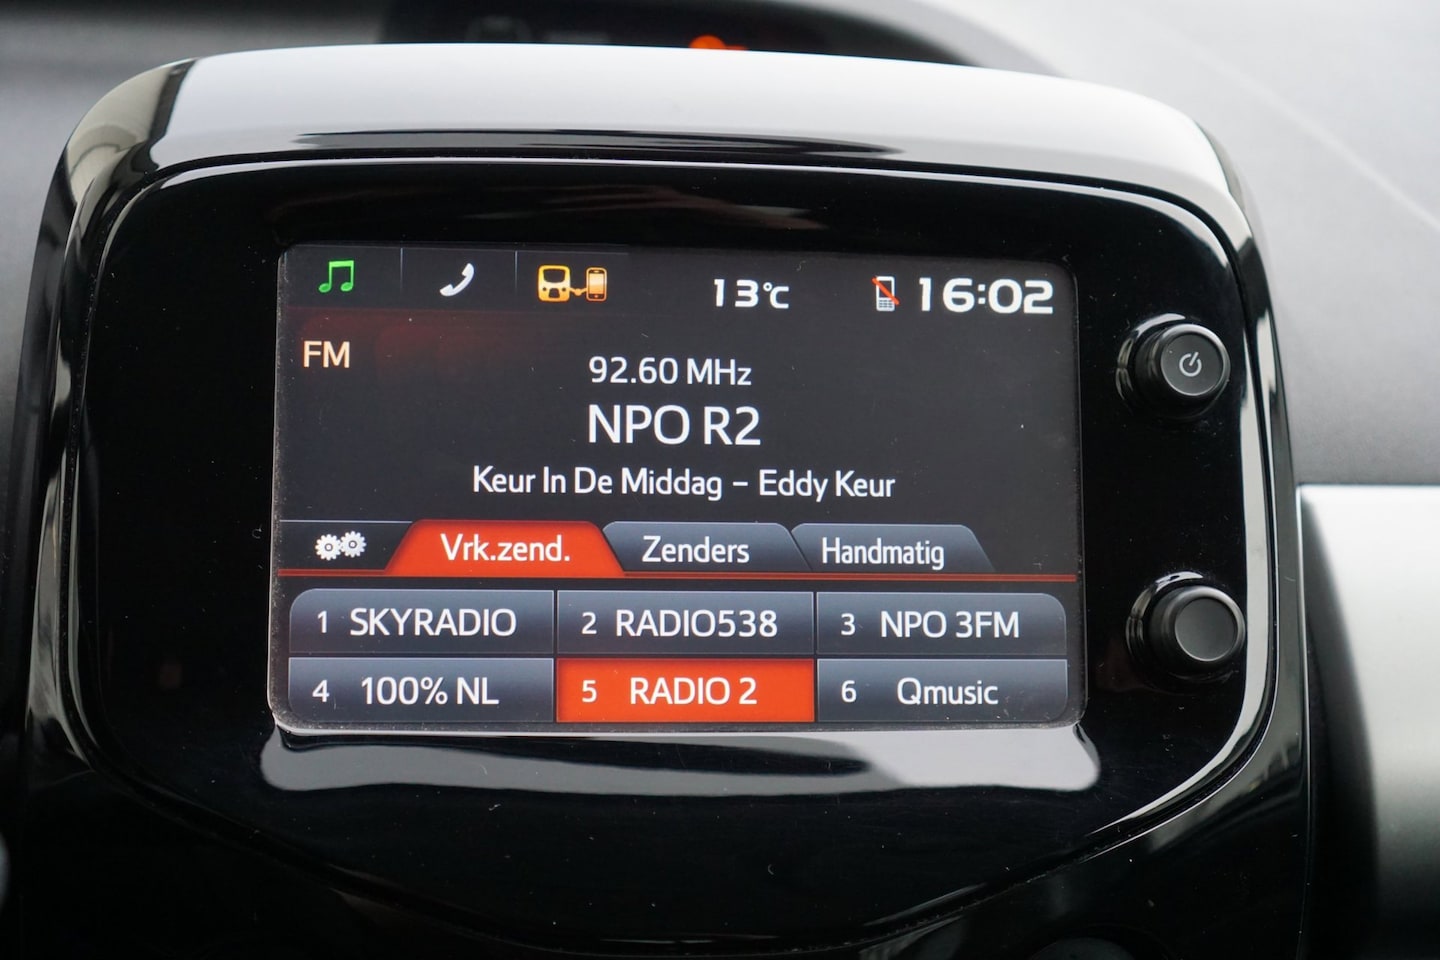 13°C 16:02
FM
92.60 MHz
NPO R2
Keur In De Middag – Eddy Keur
Vrk.zend. Zenders Handmatig
1 SKYRADIO 2 RADIO538 3 NPO 3FM
4 100% NL 5 RADIO 2 6 Qmusic